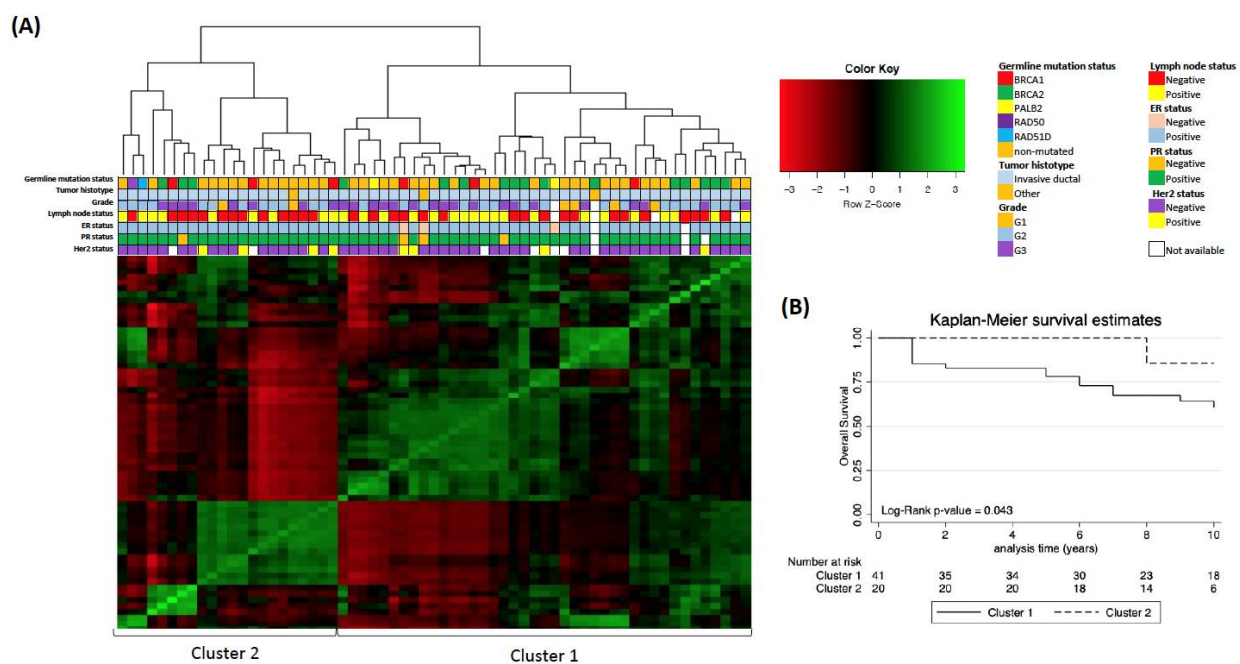 (A)
Color Key
-3 -2 -1 0 1 2 3
Row Z-Score
Germline mutation status
BRCA1
BRCA2
PALB2
RAD50
RAD51D
non-mutated
Tumor histotype
Invasive ductal
Other
Grade
G1
G2
G3
Lymph node status
Negative
Positive
ER status
Negative
Positive
PR status
Negative
Positive
Her2 status
Negative
Positive
Not available
Germline mutation status
Tumor histotype
Grade
Lymph node status
ER status
PR status
Her2 status
Cluster 2
Cluster 1
(B)
Kaplan-Meier survival estimates
Overall Survival
1.00
0.75
0.50
0.25
0.00
Log-Rank p-value = 0.043
0 2 4 6 8 10
analysis time (years)
Number at risk
Cluster 1 41 35 34 30 23 18
Cluster 2 20 20 20 18 14 6
Cluster 1 Cluster 2